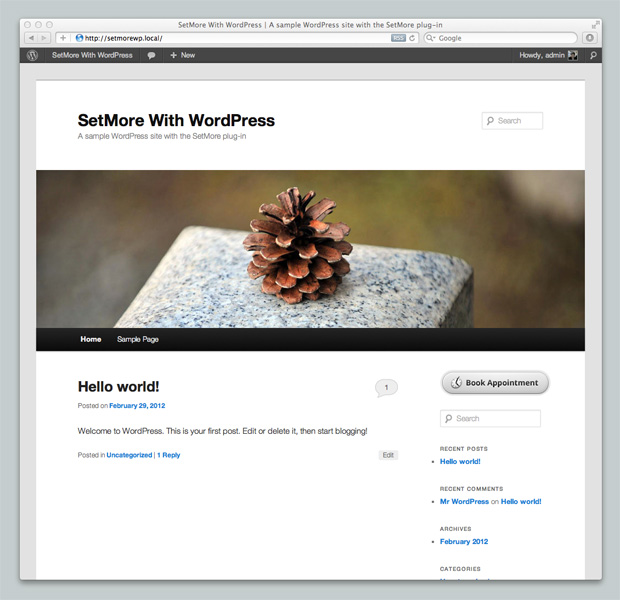 SetMore With WordPress | A sample WordPress site with the SetMore plug-in
http://setmorewp.local/ RSS Google
SetMore With WordPress New Howdy, admin
SetMore With WordPress
A sample WordPress site with the SetMore plug-in
Search
Home Sample Page
Hello world! 1
Posted on February 29, 2012
Welcome to WordPress. This is your first post. Edit or delete it, then start blogging!
Posted in Uncategorized | 1 Reply Edit
Book Appointment
Search
RECENT POSTS
Hello world!
RECENT COMMENTS
Mr WordPress on Hello world!
ARCHIVES
February 2012
CATEGORIES